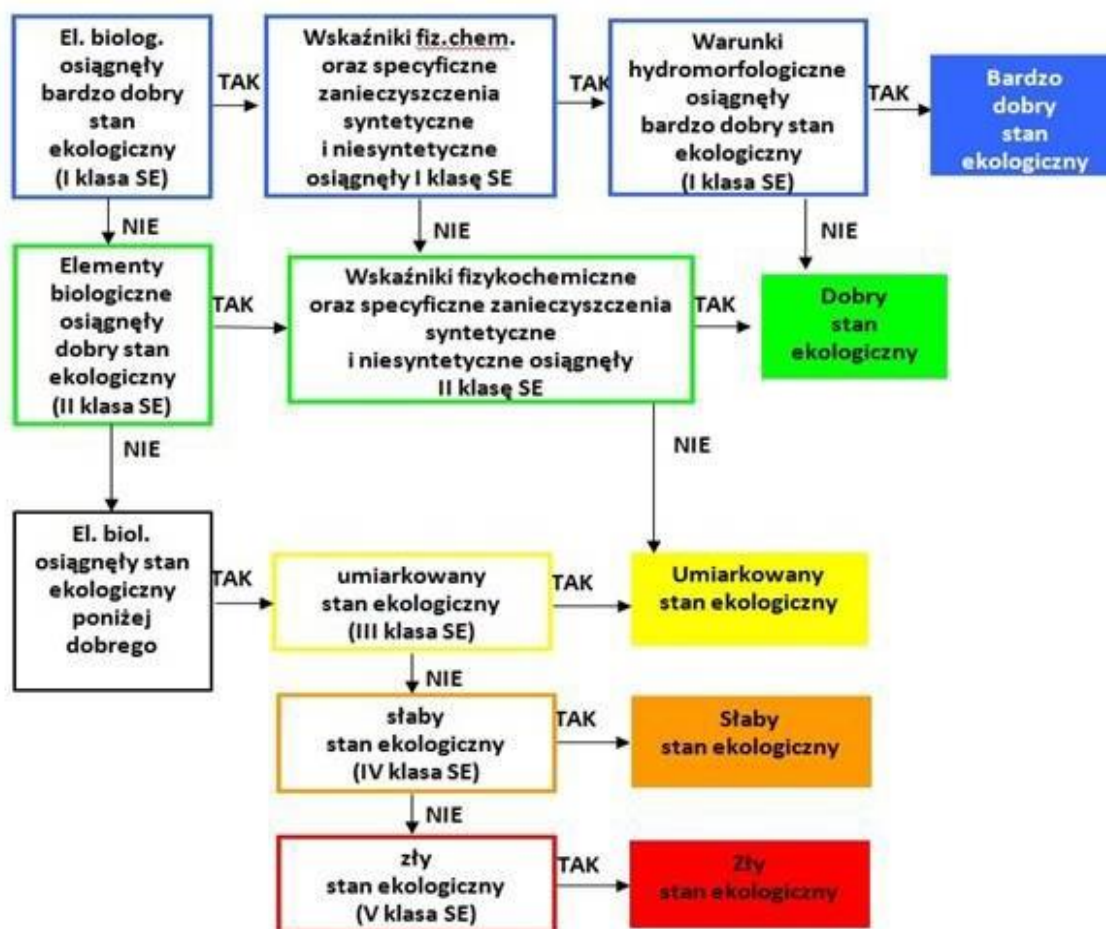 El. biolog.
osiągnęły
bardzo dobry
stan
ekologiczny
(I klasa SE)
TAK
Wskaźniki fiz.chem.
oraz specyficzne
zanieczyszczenia
syntetyczne
i niesyntetyczne
osiągnęły I klasę SE
TAK
Warunki
hydromorfologiczne
osiągnęły
bardzo dobry stan
ekologiczny
(I klasa SE)
TAK
Bardzo
dobry
stan
ekologiczny
NIE
NIE
NIE
Elementy
biologiczne
osiągnęły
dobry stan
ekologiczny
(II klasa SE)
TAK
Wskaźniki fizykochemiczne
oraz specyficzne zanieczyszczenia
syntetyczne
i niesyntetyczne osiągnęły
II klasę SE
TAK
Dobry
stan
ekologiczny
NIE
NIE
El. biol.
osiągnęły stan
ekologiczny
poniżej
dobrego
TAK
umiarkowany
stan ekologiczny
(III klasa SE)
TAK
Umiarkowany
stan ekologiczny
NIE
słaby
stan ekologiczny
(IV klasa SE)
TAK
Słaby
stan ekologiczny
NIE
zły
stan ekologiczny
(V klasa SE)
TAK
Zły
stan ekologiczny